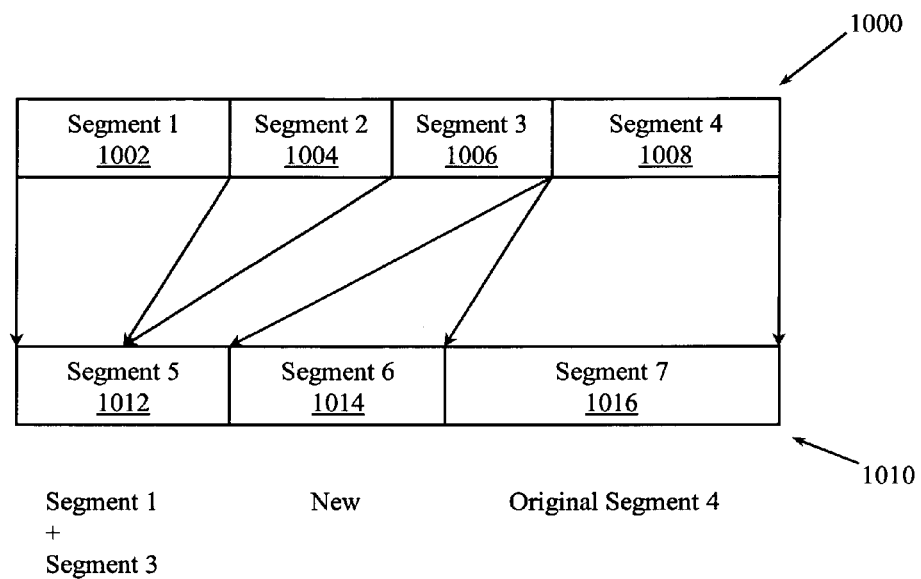 1000
Segment 1 Segment 2 Segment 3 Segment 4
1002 1004 1006 1008
Segment 5 Segment 6 Segment 7
1012 1014 1016
1010
Segment 1 New Original Segment 4
+
Segment 3